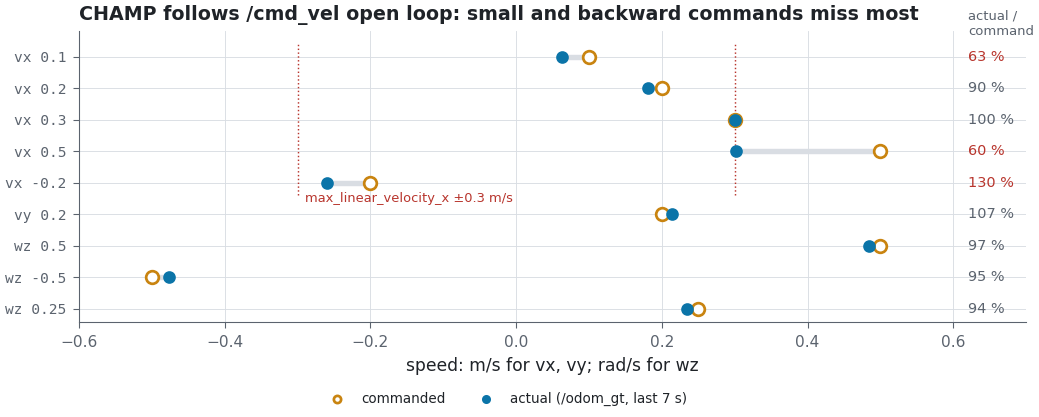 CHAMP follows /cmd_vel open loop: small and backward commands miss most
actual /
command
vx 0.1
63 %
vx 0.2
90 %
vx 0.3
100 %
vx 0.5
60 %
vx -0.2
130 %
max_linear_velocity_x ±0.3 m/s
vy 0.2
107 %
wz 0.5
97 %
wz -0.5
95 %
wz 0.25
94 %
−0.6 −0.4 −0.2 0.0 0.2 0.4 0.6
speed: m/s for vx, vy; rad/s for wz
commanded actual (/odom_gt, last 7 s)